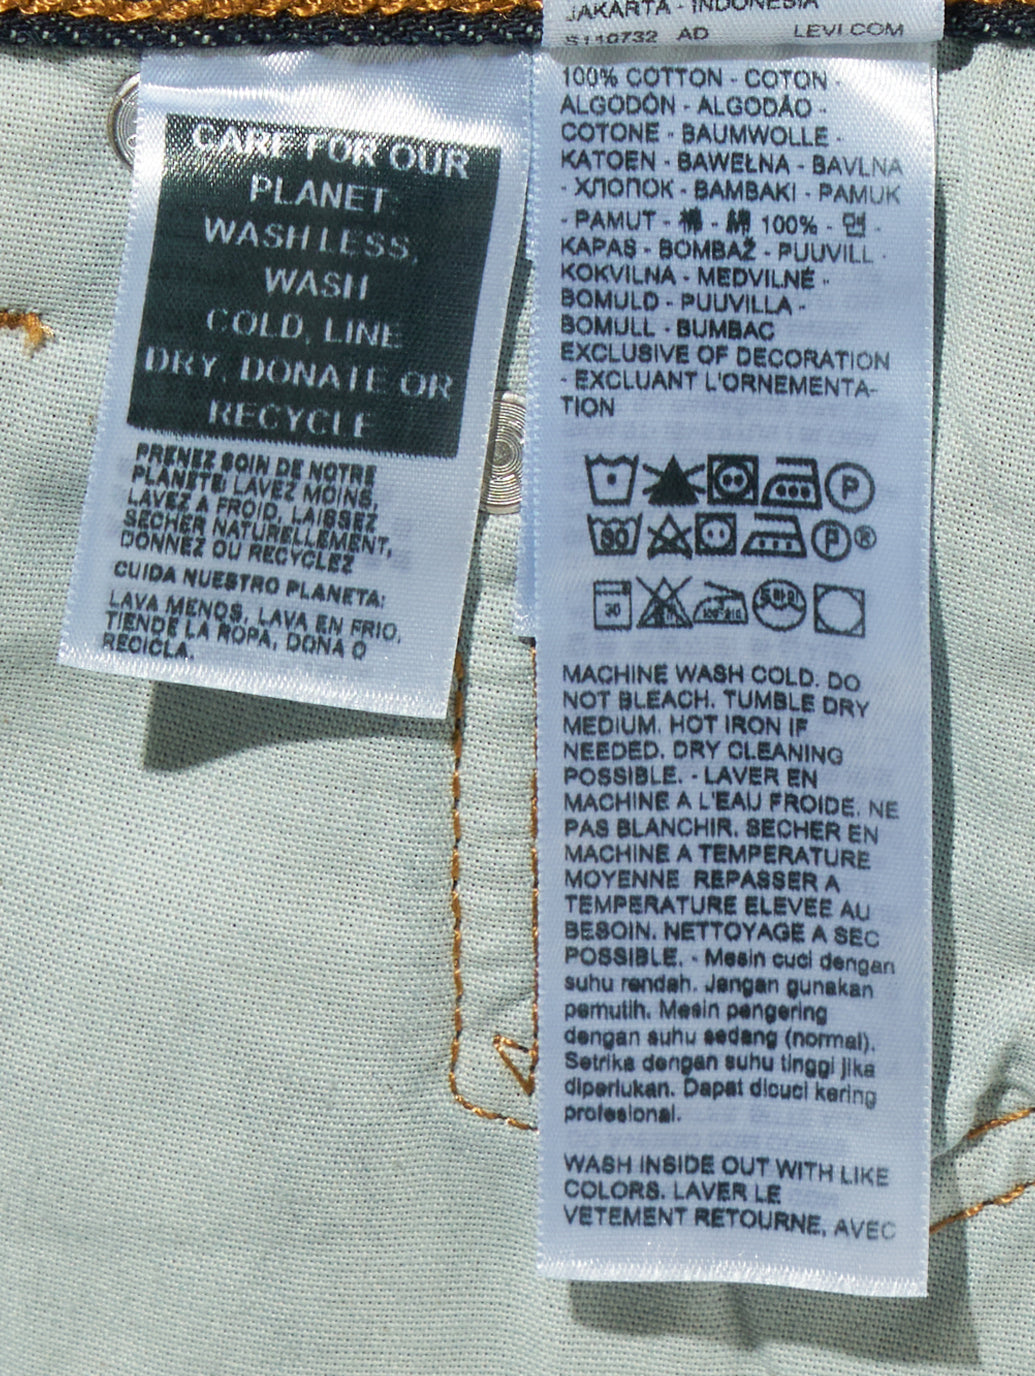 CARE FOR OUR
PLANET:
WASH LESS,
WASH
COLD, LINE
DRY, DONATE OR
RECYCLE
PRENEZ SOIN DE NOTRE
PLANETE: LAVEZ MOINS,
LAVEZ A FROID, LAISSEZ
SECHER NATURELLEMENT,
DONNEZ OU RECYCLEZ
CUIDA NUESTRO PLANETA:
LAVA MENOS, LAVA EN FRIO,
TIENDE LA ROPA, DONA O
RECICLA.
JAKARTA - INDONESIA
S110732 AD LEVI.COM
100% COTTON - COTON -
ALGODÓN - ALGODÃO -
COTONE - BAUMWOLLE -
KATOEN - BAWEŁNA - BAVLNA
- ХЛОПОК - BAMBAKI - PAMUK
- PAMUT - 棉 - 綿 100% - 면 -
KAPAS - BOMBAŽ - PUUVILL -
KOKVILNA - MEDVILNĖ -
BOMULD - PUUVILLA -
BOMULL - BUMBAC
EXCLUSIVE OF DECORATION
- EXCLUANT L'ORNEMENTA-
TION
P
30 P ®
30
MACHINE WASH COLD. DO
NOT BLEACH. TUMBLE DRY
MEDIUM. HOT IRON IF
NEEDED. DRY CLEANING
POSSIBLE. - LAVER EN
MACHINE A L'EAU FROIDE. NE
PAS BLANCHIR. SECHER EN
MACHINE A TEMPERATURE
MOYENNE REPASSER A
TEMPERATURE ELEVEE AU
BESOIN. NETTOYAGE A SEC
POSSIBLE. - Mesin cuci dengan
suhu rendah. Jangan gunakan
pemutih. Mesin pengering
dengan suhu sedang (normal).
Setrika dengan suhu tinggi jika
diperlukan. Dapat dicuci kering
profesional.
WASH INSIDE OUT WITH LIKE
COLORS. LAVER LE
VETEMENT RETOURNE, AVEC